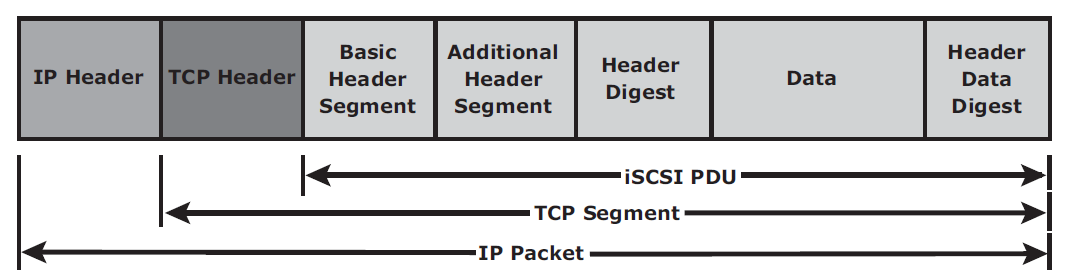 IP Header
TCP Header
Basic
Header
Segment
Additional
Header
Segment
Header
Digest
Data
Header
Data
Digest
iSCSI PDU
TCP Segment
IP Packet